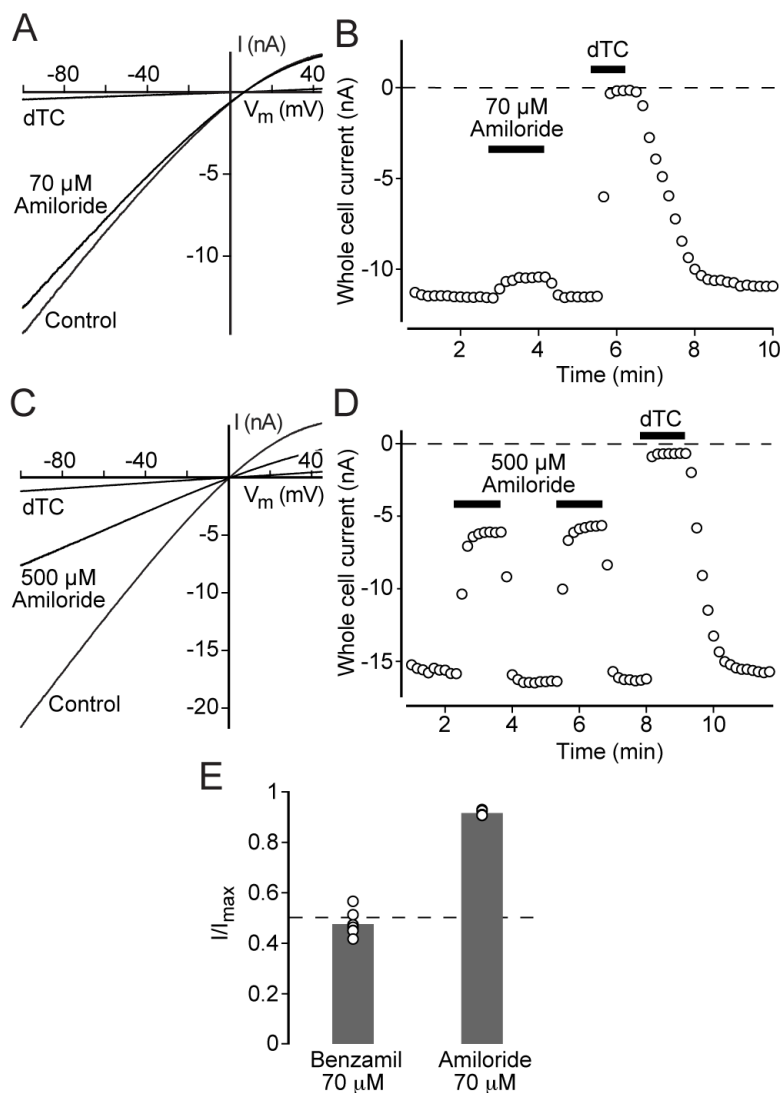 A
I (nA)
-80
-40
40
dTC
Vm (mV)
70 µM
Amiloride
-5
-10
Control
B
dTC
0
70 µM
Amiloride
-5
-10
Whole cell current (nA)
2
4
6
8
10
Time (min)
C
I (nA)
-80
-40
40
dTC
Vm (mV)
-5
500 µM
Amiloride
-10
-15
Control
-20
D
dTC
0
500 µM
Amiloride
-5
-10
-15
Whole cell current (nA)
2
4
6
8
10
Time (min)
E
1
0.8
0.6
0.4
0.2
0
I/Imax
Benzamil
70 µM
Amiloride
70 µM